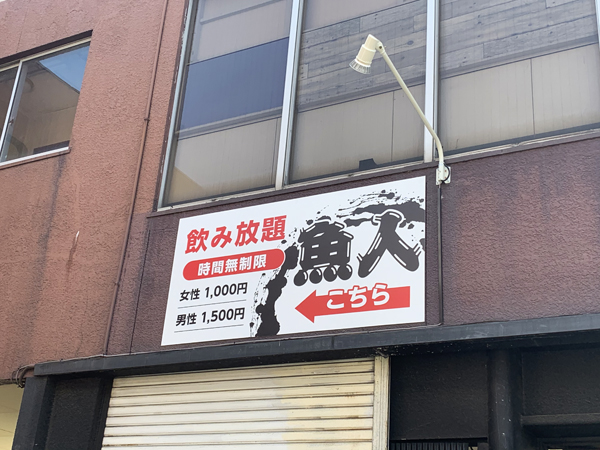 飲み放題
時間無制限
女性 1,000円
男性 1,500円
魚人
こちら